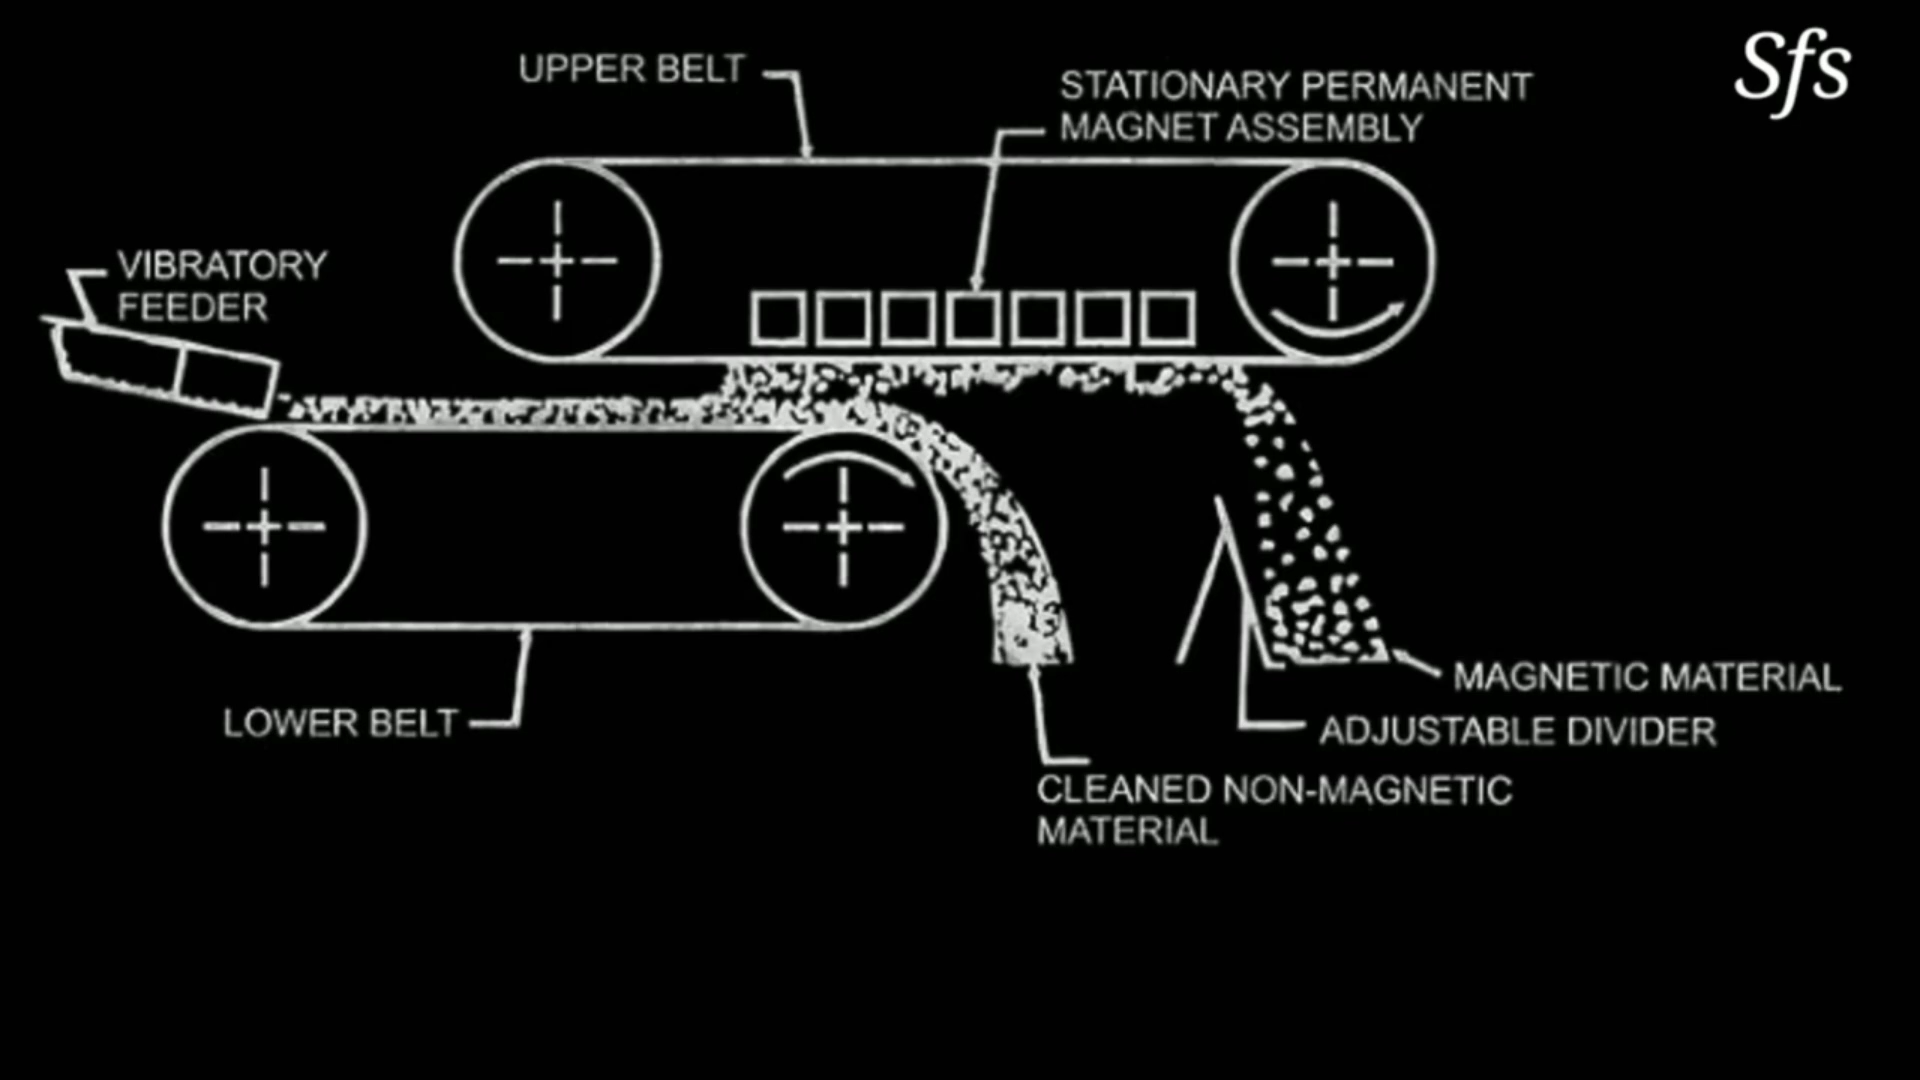 Sfs
UPPER BELT
STATIONARY PERMANENT
MAGNET ASSEMBLY
VIBRATORY
FEEDER
MAGNETIC MATERIAL
LOWER BELT
ADJUSTABLE DIVIDER
CLEANED NON-MAGNETIC
MATERIAL